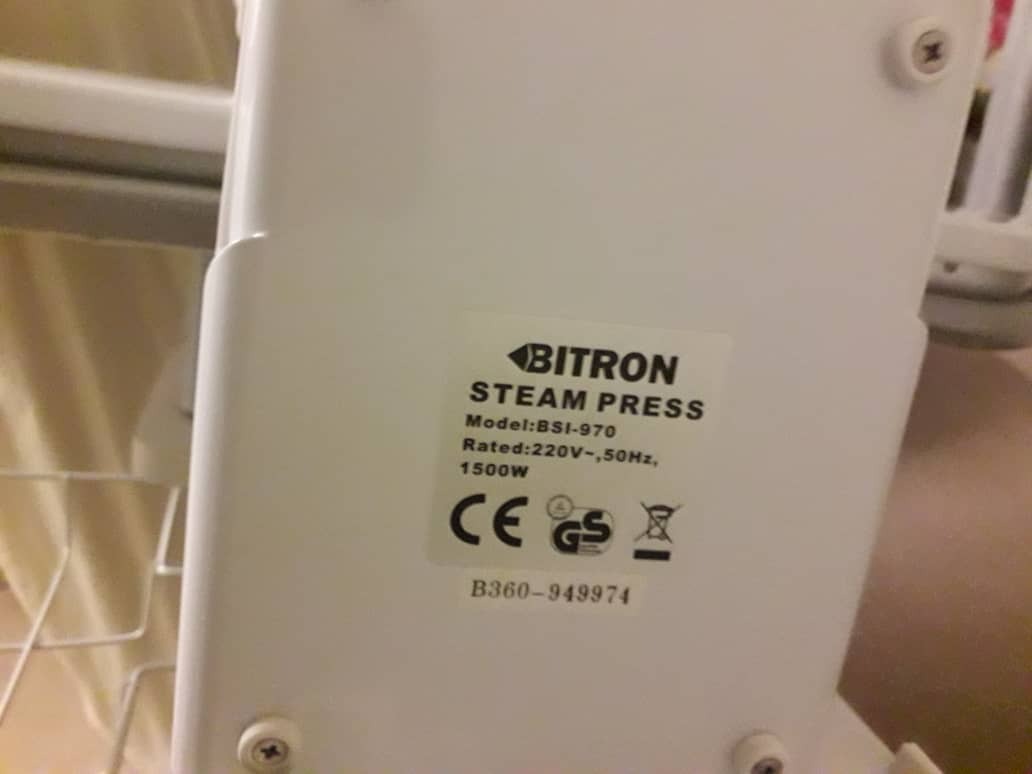 BITRON
STEAM PRESS
Model:BSI-970
Rated:220V~,50Hz,
1500W
CE GS
B360-949974